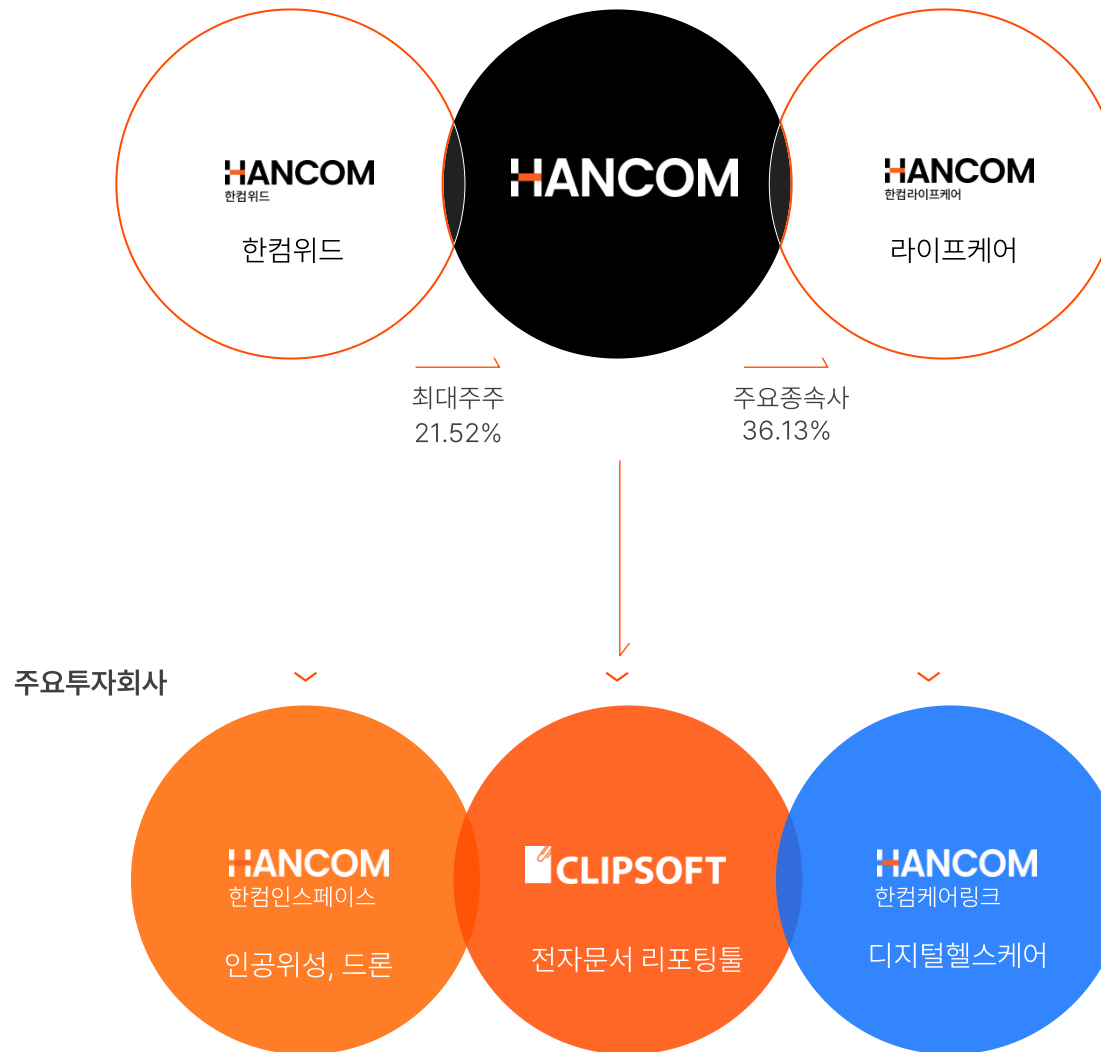 HANCOM
한컴위드
한컴위드
HANCOM
HANCOM
한컴라이프케어
라이프케어
최대주주
21.52%
주요종속사
36.13%
주요투자회사
HANCOM
한컴인스페이스
인공위성, 드론
CLIPSOFT
전자문서 리포팅툴
HANCOM
한컴케어링크
디지털헬스케어